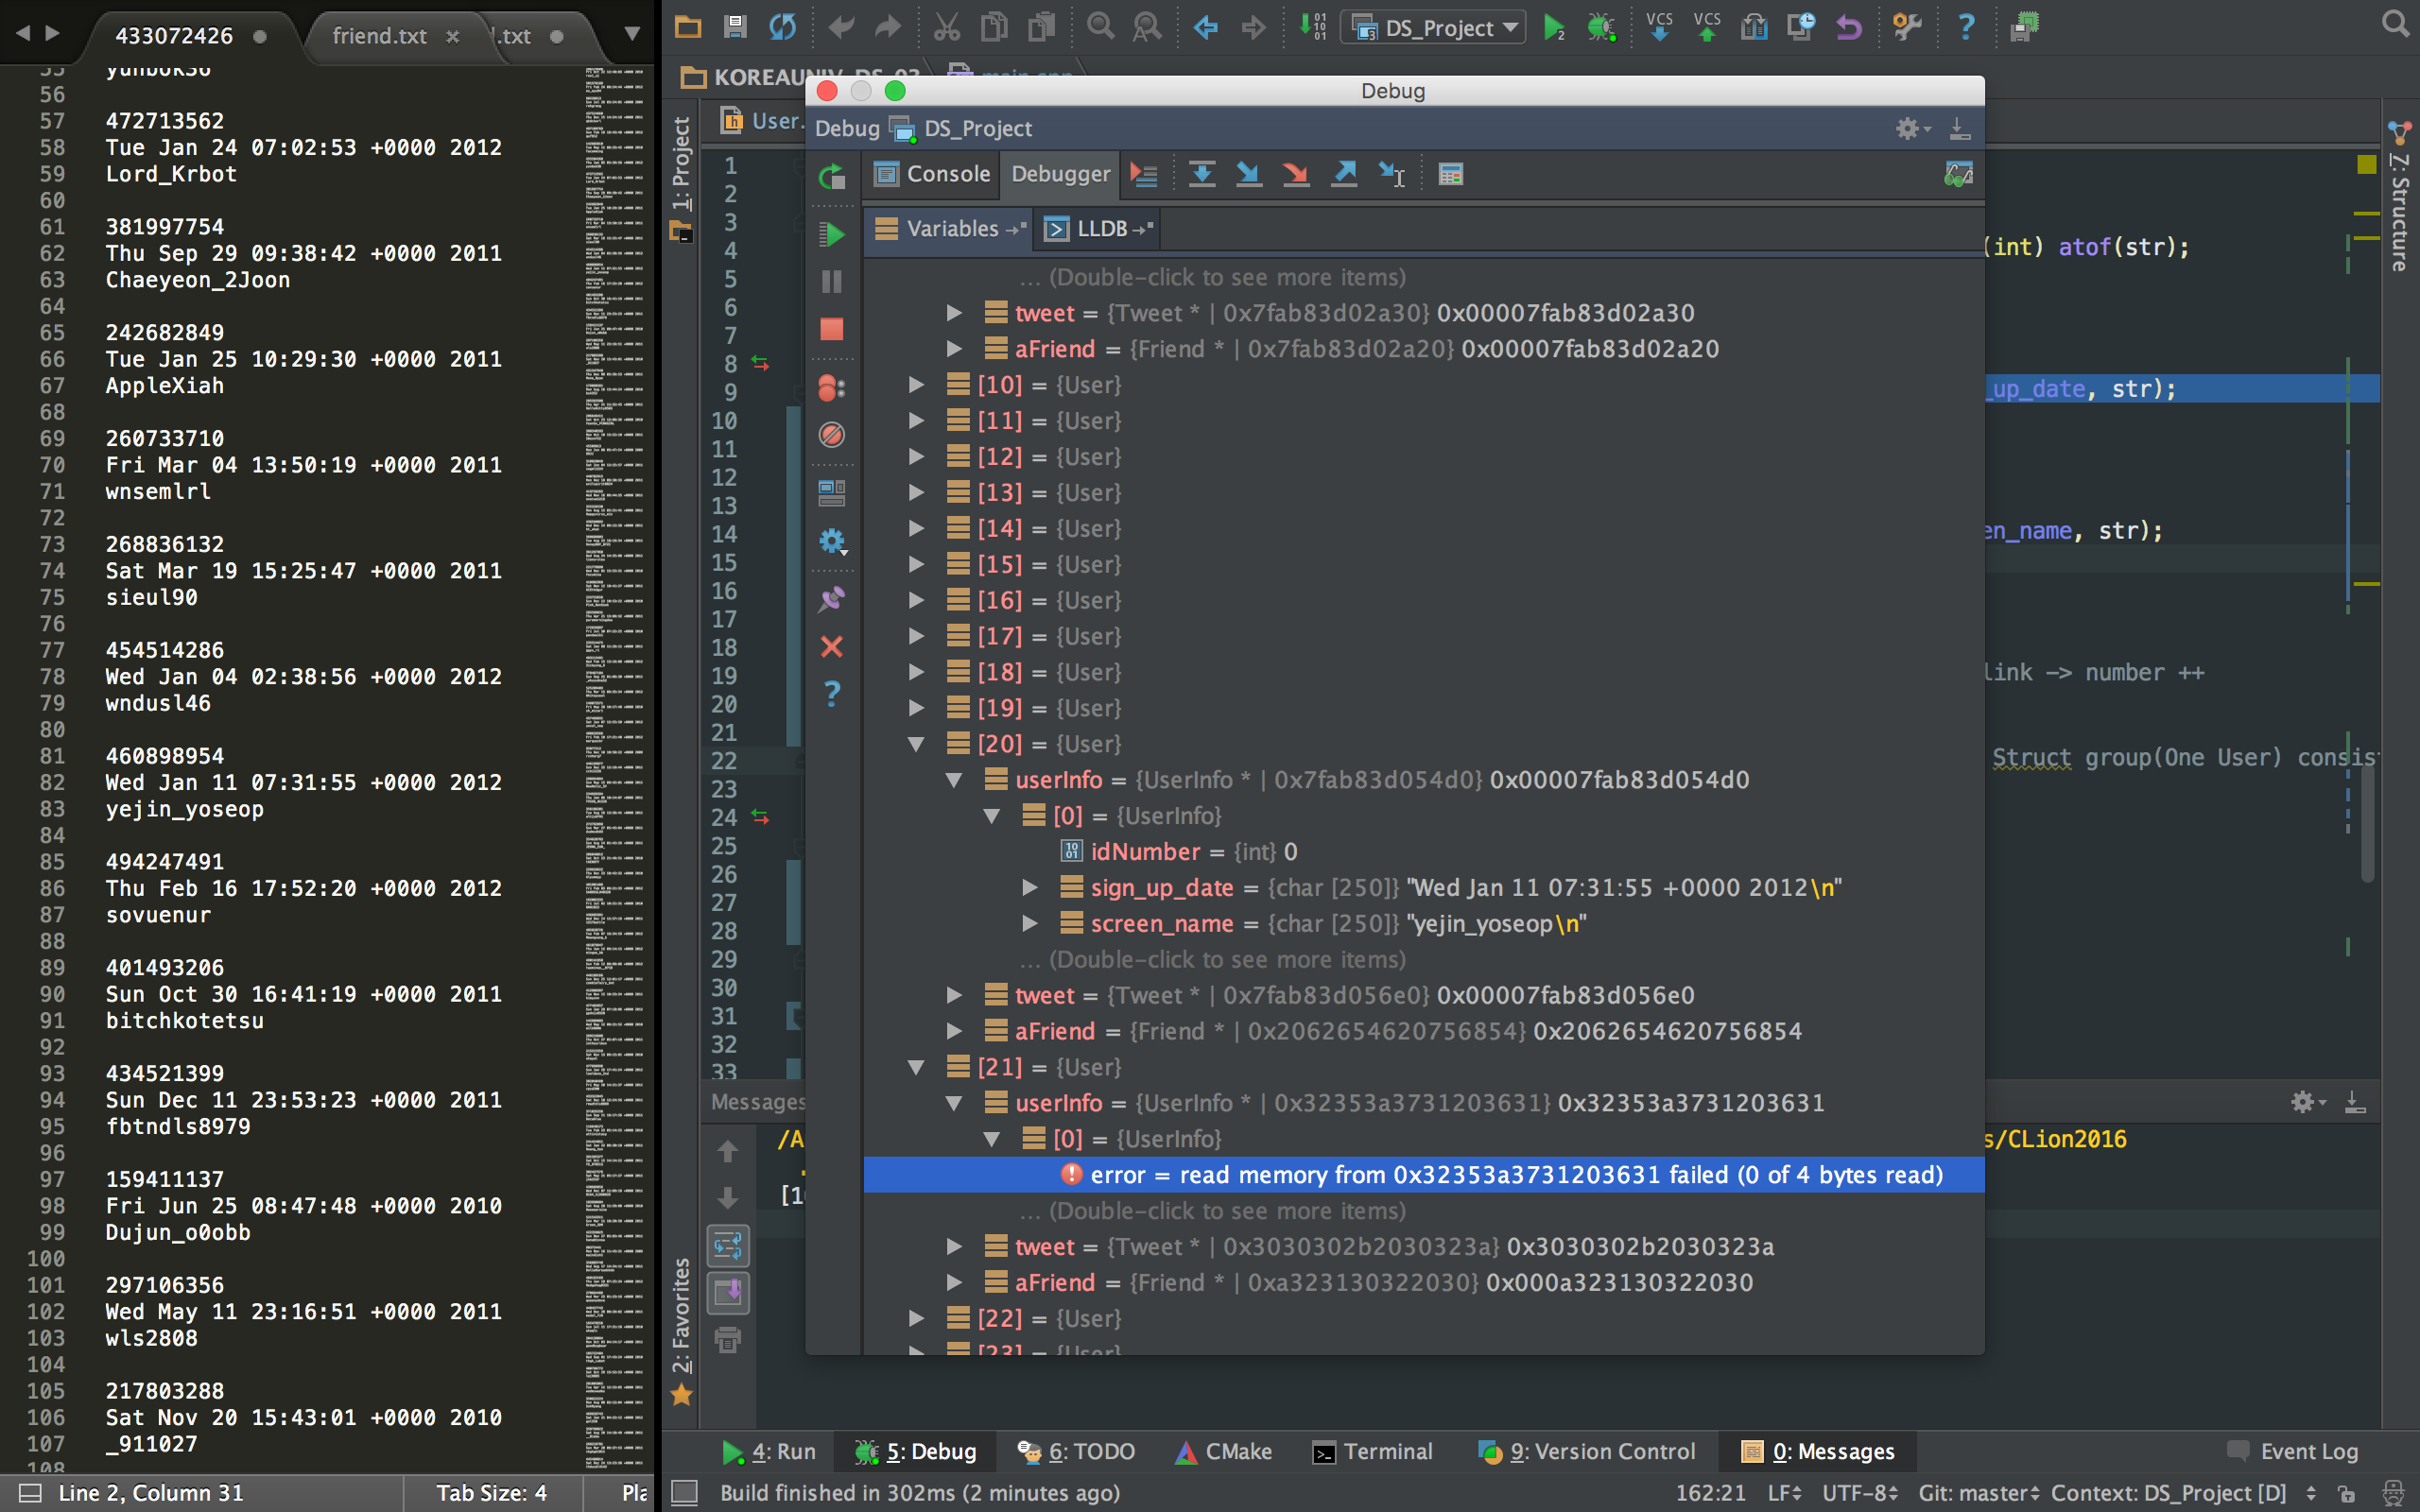 433072426
friend.txt
.txt
56
57 472713562
58 Tue Jan 24 07:02:53 +0000 2012
59 Lord_Krbot
60
61 381997754
62 Thu Sep 29 09:38:42 +0000 2011
63 Chaeyeon_2Joon
64
65 242682849
66 Tue Jan 25 10:29:30 +0000 2011
67 AppleXiah
68
69 260733710
70 Fri Mar 04 13:50:19 +0000 2011
71 wnsemlrl
72
73 268836132
74 Sat Mar 19 15:25:47 +0000 2011
75 sieul90
76
77 454514286
78 Wed Jan 04 02:38:56 +0000 2012
79 wndusl46
80
81 460898954
82 Wed Jan 11 07:31:55 +0000 2012
83 yejin_yoseop
84
85 494247491
86 Thu Feb 16 17:52:20 +0000 2012
87 sovuenur
88
89 401493206
90 Sun Oct 30 16:41:19 +0000 2011
91 bitchkotetsu
92
93 434521399
94 Sun Dec 11 23:53:23 +0000 2011
95 fbtndls8979
96
97 159411137
98 Fri Jun 25 08:47:48 +0000 2010
99 Dujun_o0obb
100
101 297106356
102 Wed May 11 23:16:51 +0000 2011
103 wls2808
104
105 217803288
106 Sat Nov 20 15:43:01 +0000 2010
107 _911027
108
Line 2, Column 31
Tab Size: 4
Pla
DS_Project
VCS
VCS
KOREAUNIV_DS_03
main.cpp
1: Project
7: Structure
2: Favorites
User.
1
2
3
4
5
6
7
8
9
10
11
12
13
14
15
16
17
18
19
20
21
22
23
24
25
26
27
28
29
30
31
32
33
(int) atof(str);
_up_date, str);
en_name, str);
link -> number ++
Struct group(One User) consist
Debug
Debug DS_Project
Console
Debugger
Variables
LLDB
... (Double-click to see more items)
tweet = {Tweet * | 0x7fab83d02a30} 0x00007fab83d02a30
aFriend = {Friend * | 0x7fab83d02a20} 0x00007fab83d02a20
[10] = {User}
[11] = {User}
[12] = {User}
[13] = {User}
[14] = {User}
[15] = {User}
[16] = {User}
[17] = {User}
[18] = {User}
[19] = {User}
[20] = {User}
userInfo = {UserInfo * | 0x7fab83d054d0} 0x00007fab83d054d0
[0] = {UserInfo}
idNumber = {int} 0
sign_up_date = {char [250]} "Wed Jan 11 07:31:55 +0000 2012\n"
screen_name = {char [250]} "yejin_yoseop\n"
... (Double-click to see more items)
tweet = {Tweet * | 0x7fab83d056e0} 0x00007fab83d056e0
aFriend = {Friend * | 0x2062654620756854} 0x2062654620756854
[21] = {User}
userInfo = {UserInfo * | 0x32353a3731203631} 0x32353a3731203631
[0] = {UserInfo}
error = read memory from 0x32353a3731203631 failed (0 of 4 bytes read)
... (Double-click to see more items)
tweet = {Tweet * | 0x3030302b2030323a} 0x3030302b2030323a
aFriend = {Friend * | 0xa323130322030} 0x000a323130322030
[22] = {User}
[23] = {User}
Messages
/A
s/CLion2016
[1
4: Run
5: Debug
6: TODO
CMake
Terminal
9: Version Control
0: Messages
Event Log
Build finished in 302ms (2 minutes ago)
162:21
LF
UTF-8
Git: master
Context: DS_Project [D]